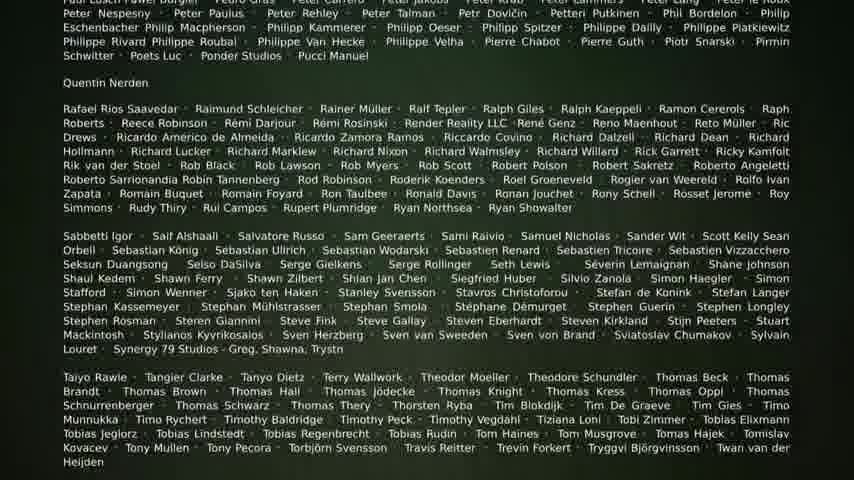 Peter Nespesny · Peter Paulus · Peter Rehley · Peter Talman · Petr Dovičin · Petteri Putkinen · Phil Bordelon · Philip
Eschenbacher Philip Macpherson · Philipp Kammerer · Philipp Oeser · Philipp Spitzer · Philippe Dailly · Philippe Piatkiewitz
Philippe Rivard Philippe Roubal · Philippe Van Hecke · Philippe Velha · Pierre Chabot · Pierre Guth · Piotr Snarski · Pirmin
Schwitter · Poets Luc · Ponder Studios · Pucci Manuel
Quentin Nerden
Rafael Rios Saavedar · Raimund Schleicher · Rainer Müller · Ralf Tepler · Ralph Giles · Ralph Kaeppeli · Ramon Cererols · Raph
Roberts · Reece Robinson · Rémi Darjour · Rémi Rosinski · Render Reality LLC ·René Genz · Reno Maenhout · Reto Müller · Ric
Drews · Ricardo Américo de Almeida · Ricardo Zamora Ramos · Riccardo Covino · Richard Dalzell · Richard Dean · Richard
Hollmann · Richard Lucker · Richard Marklew · Richard Nixon · Richard Walmsley · Richard Willard · Rick Garrett · Ricky Kamfolt
Rik van der Stoel · Rob Black · Rob Lawson · Rob Myers · Rob Scott · Robert Polson · Robert Sakretz · Roberto Angeletti
Roberto Sarrionandia Robin Tannenberg · Rod Robinson · Roderik Koenders · Roel Groeneveld · Rogier van Weereld · Rolfo Ivan
Zapata · Romain Buquet · Romain Foyard · Ron Taulbee · Ronald Davis · Ronan Jouchet · Rony Schell · Rosset Jerome · Roy
Simmons · Rudy Thiry · Rui Campos · Rupert Plumridge · Ryan Northsea · Ryan Showalter
Sabbetti Igor · Saif Alshaali · Salvatore Russo · Sam Geeraerts · Sami Raivio · Samuel Nicholas · Sander Wit · Scott Kelly Sean
Orbell · Sebastian König · Sébastian Ullrich · Sebastian Wodarski · Sebastien Renard · Sebastien Tricoire · Sebastien Vizzacchero
Seksun Duangsong · Selso DaSilva · Serge Gielkens · Serge Rollinger · Seth Lewis · Séverin Lemaignan · Shane Johnson
Shaul Kedem · Shawn Ferry · Shawn Zilbert · Shian Jan Chen · Siegfried Huber · Silvio Zanola · Simon Haegler · Simon
Stafford · Simon Wenner · Sjako ten Haken · Stanley Svensson · Stavros Christoforou · Stefan de Konink · Stefan Langer
Stephan Kassemeyer · Stephan Mühlstrasser · Stephan Smola · Stéphane Démurget · Stephen Guerin · Stephen Longley
Stephen Rosman · Steren Giannini · Steve Fink · Steve Gallay · Steven Eberhardt · Steven Kirkland · Stijn Peeters · Stuart
Mackintosh · Stylianos Kyvrikosaios · Sven Herzberg · Sven van Sweeden · Sven von Brand · Sviatoslav Chumakov · Sylvain
Louret · Synergy 79 Studios - Greg, Shawna, Trystn
Taiyo Rawle · Tangier Clarke · Tanyo Dietz · Terry Wallwork · Theodor Moeller · Theodore Schundler · Thomas Beck · Thomas
Brandt · Thomas Brown · Thomas Hall · Thomas Jödecke · Thomas Knight · Thomas Kress · Thomas Oppl · Thomas
Schnurrenberger · Thomas Schwarz · Thomas Thery · Thorsten Ryba · Tim Blokdijk · Tim De Graeve · Tim Gies · Timo
Munnukka · Timo Rychert · Timothy Baldridge · Timothy Peck · Timothy Vegdahl · Tiziana Loni · Tobi Zimmer · Tobias Elixmann
Tobias Jeglorz · Tobias Lindstedt · Tobias Regenbrecht · Tobias Rudin · Tom Haines · Tom Musgrove · Tomas Hajek · Tomislav
Kovacev · Tony Mullen · Tony Pecora · Torbjörn Svensson · Travis Reitter · Trevin Forkert · Tryggvi Björgvinsson · Twan van der
Heijden